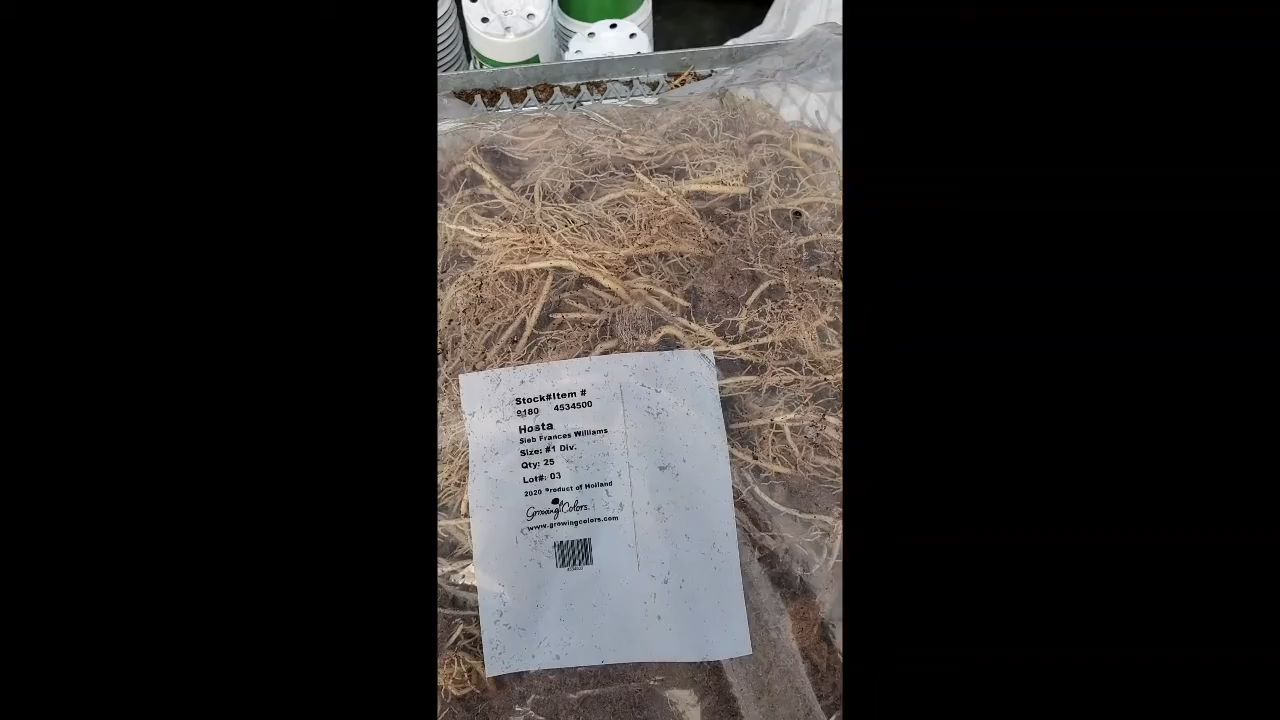 Stock#Item #
9180 4534500
Hosta
Sieb Frances Williams
Size: #1 Div.
Qty: 25
Lot#: 03
2020 Product of Holland
Growing Colors
www.growingcolors.com